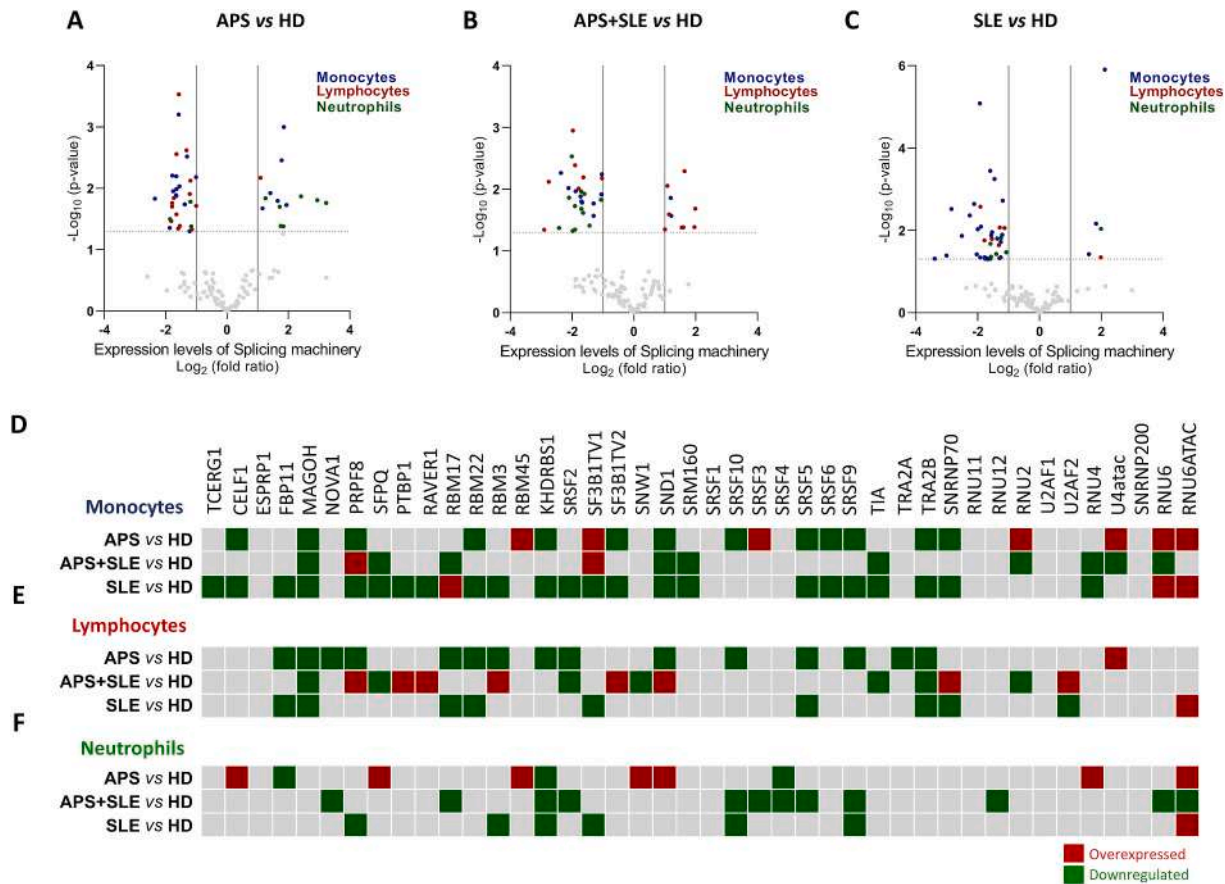 A
APS vs HD
B
APS+SLE vs HD
C
SLE vs HD
4
3
2
1
0
-Log10 (p-value)
Monocytes
Lymphocytes
Neutrophils
-4
-2
0
2
4
Expression levels of Splicing machinery
Log2 (fold ratio)
4
3
2
1
0
-Log10 (p-value)
Monocytes
Lymphocytes
Neutrophils
-4
-2
0
2
4
Expression levels of Splicing machinery
Log2 (fold ratio)
6
4
2
0
-Log10 (p-value)
Monocytes
Lymphocytes
Neutrophils
-4
-2
0
2
4
Expression levels of Splicing machinery
Log2 (fold ratio)
D
TCERG1
CELF1
ESPRP1
FBP11
MAGOH
NOVA1
PRPF8
SFPQ
PTBP1
RAVER1
RBM17
RBM22
RBM3
RBM45
KHDRBS1
SRSF2
SF3B1TV1
SF3B1TV2
SNW1
SND1
SRM160
SRSF1
SRSF10
SRSF3
SRSF4
SRSF5
SRSF6
SRSF9
TIA
TRA2A
TRA2B
SNRNP70
RNU11
RNU12
RNU2
U2AF1
U2AF2
RNU4
U4atac
SNRNP200
RNU6
RNU6ATAC
Monocytes
APS vs HD
APS+SLE vs HD
SLE vs HD
E
Lymphocytes
APS vs HD
APS+SLE vs HD
SLE vs HD
F
Neutrophils
APS vs HD
APS+SLE vs HD
SLE vs HD
Overexpressed
Downregulated